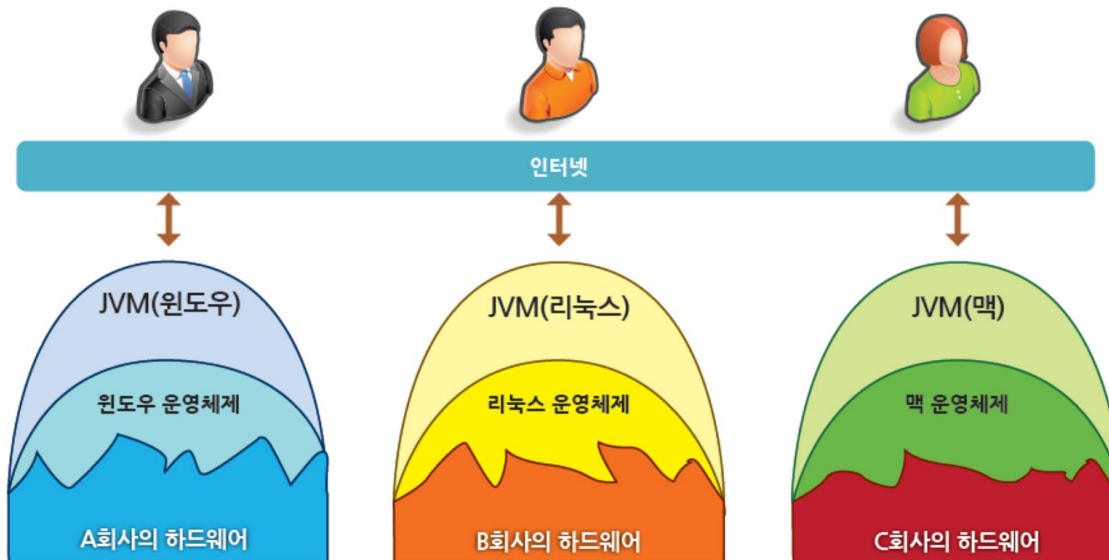 인터넷
JVM(윈도우)
JVM(리눅스)
JVM(맥)
윈도우 운영체제
리눅스 운영체제
맥 운영체제
A회사의 하드웨어
B회사의 하드웨어
C회사의 하드웨어